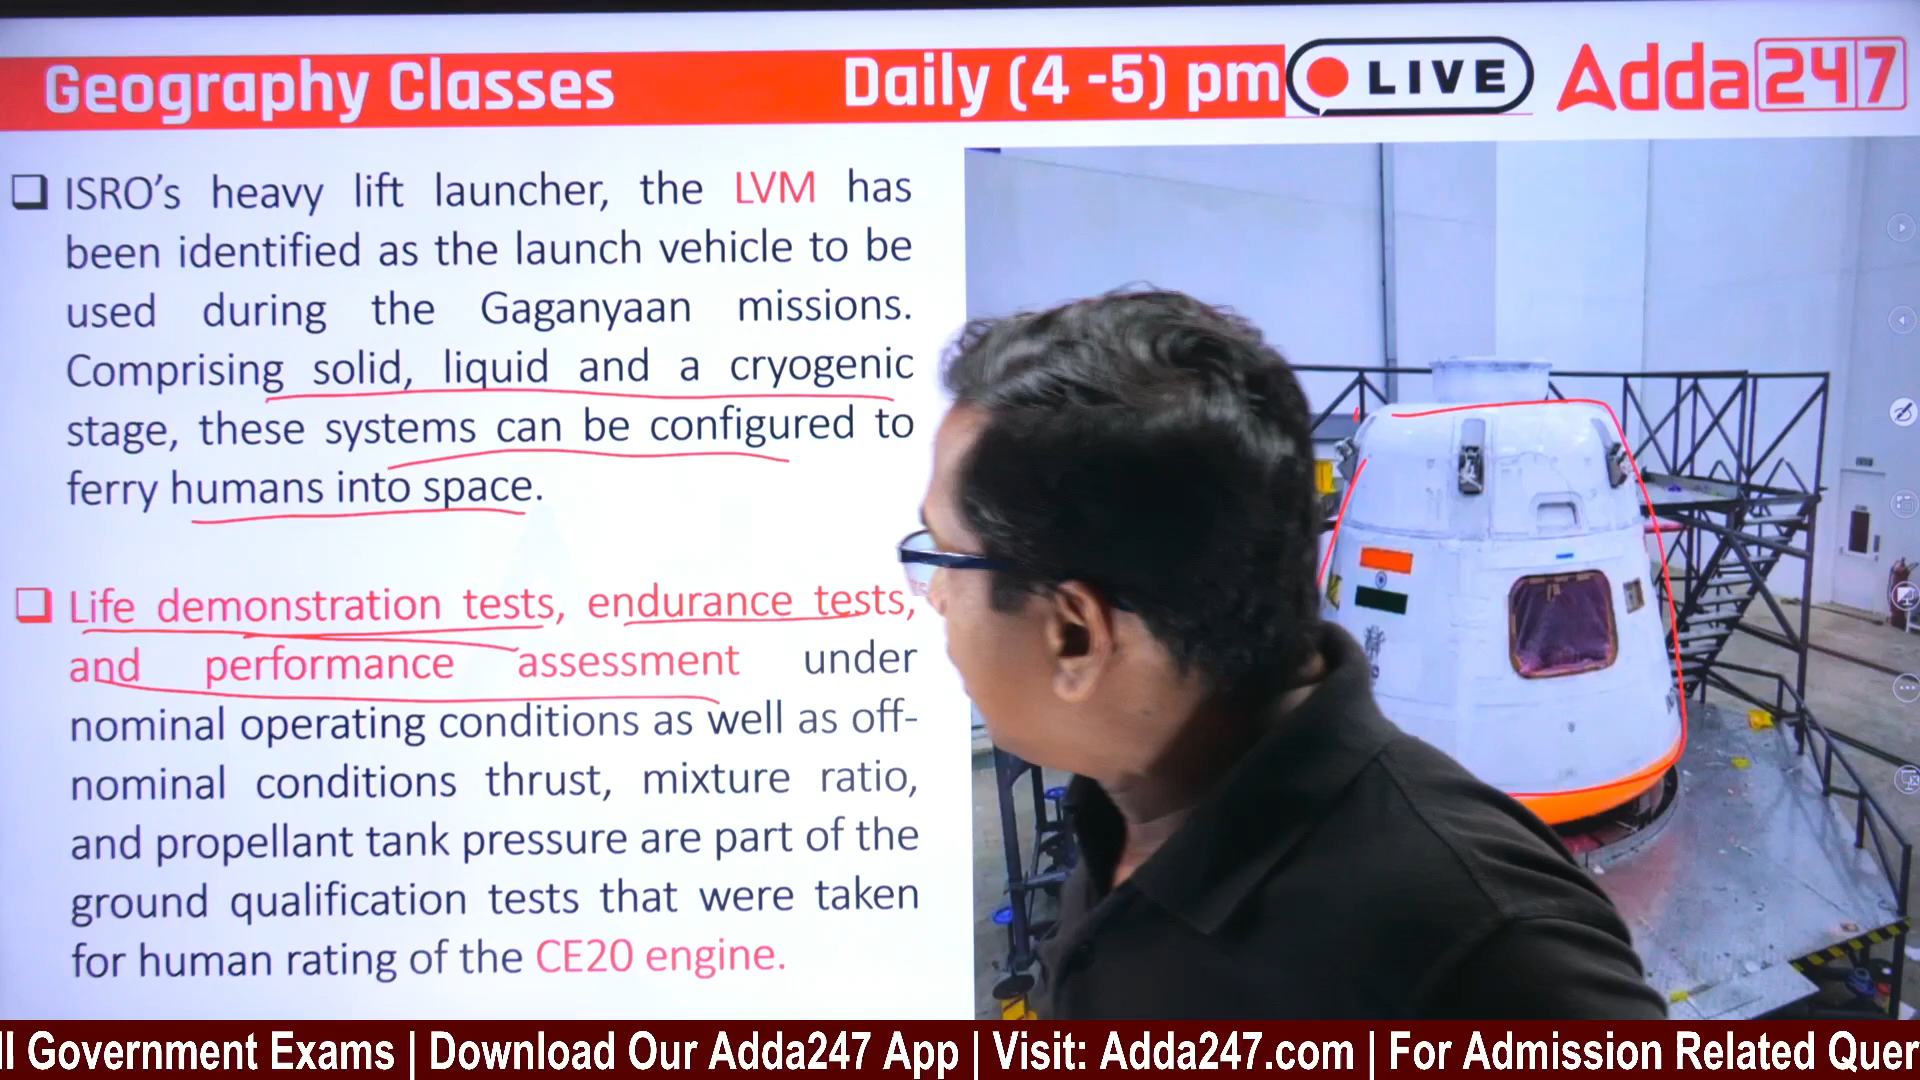 Geography Classes Daily (4 -5) pm LIVE Adda247
ISRO’s heavy lift launcher, the LVM has
been identified as the launch vehicle to be
used during the Gaganyaan missions.
Comprising solid, liquid and a cryogenic
stage, these systems can be configured to
ferry humans into space.
Life demonstration tests, endurance tests,
and performance assessment under
nominal operating conditions as well as off-
nominal conditions thrust, mixture ratio,
and propellant tank pressure are part of the
ground qualification tests that were taken
for human rating of the CE20 engine.
ll Government Exams | Download Our Adda247 App | Visit: Adda247.com | For Admission Related Quer